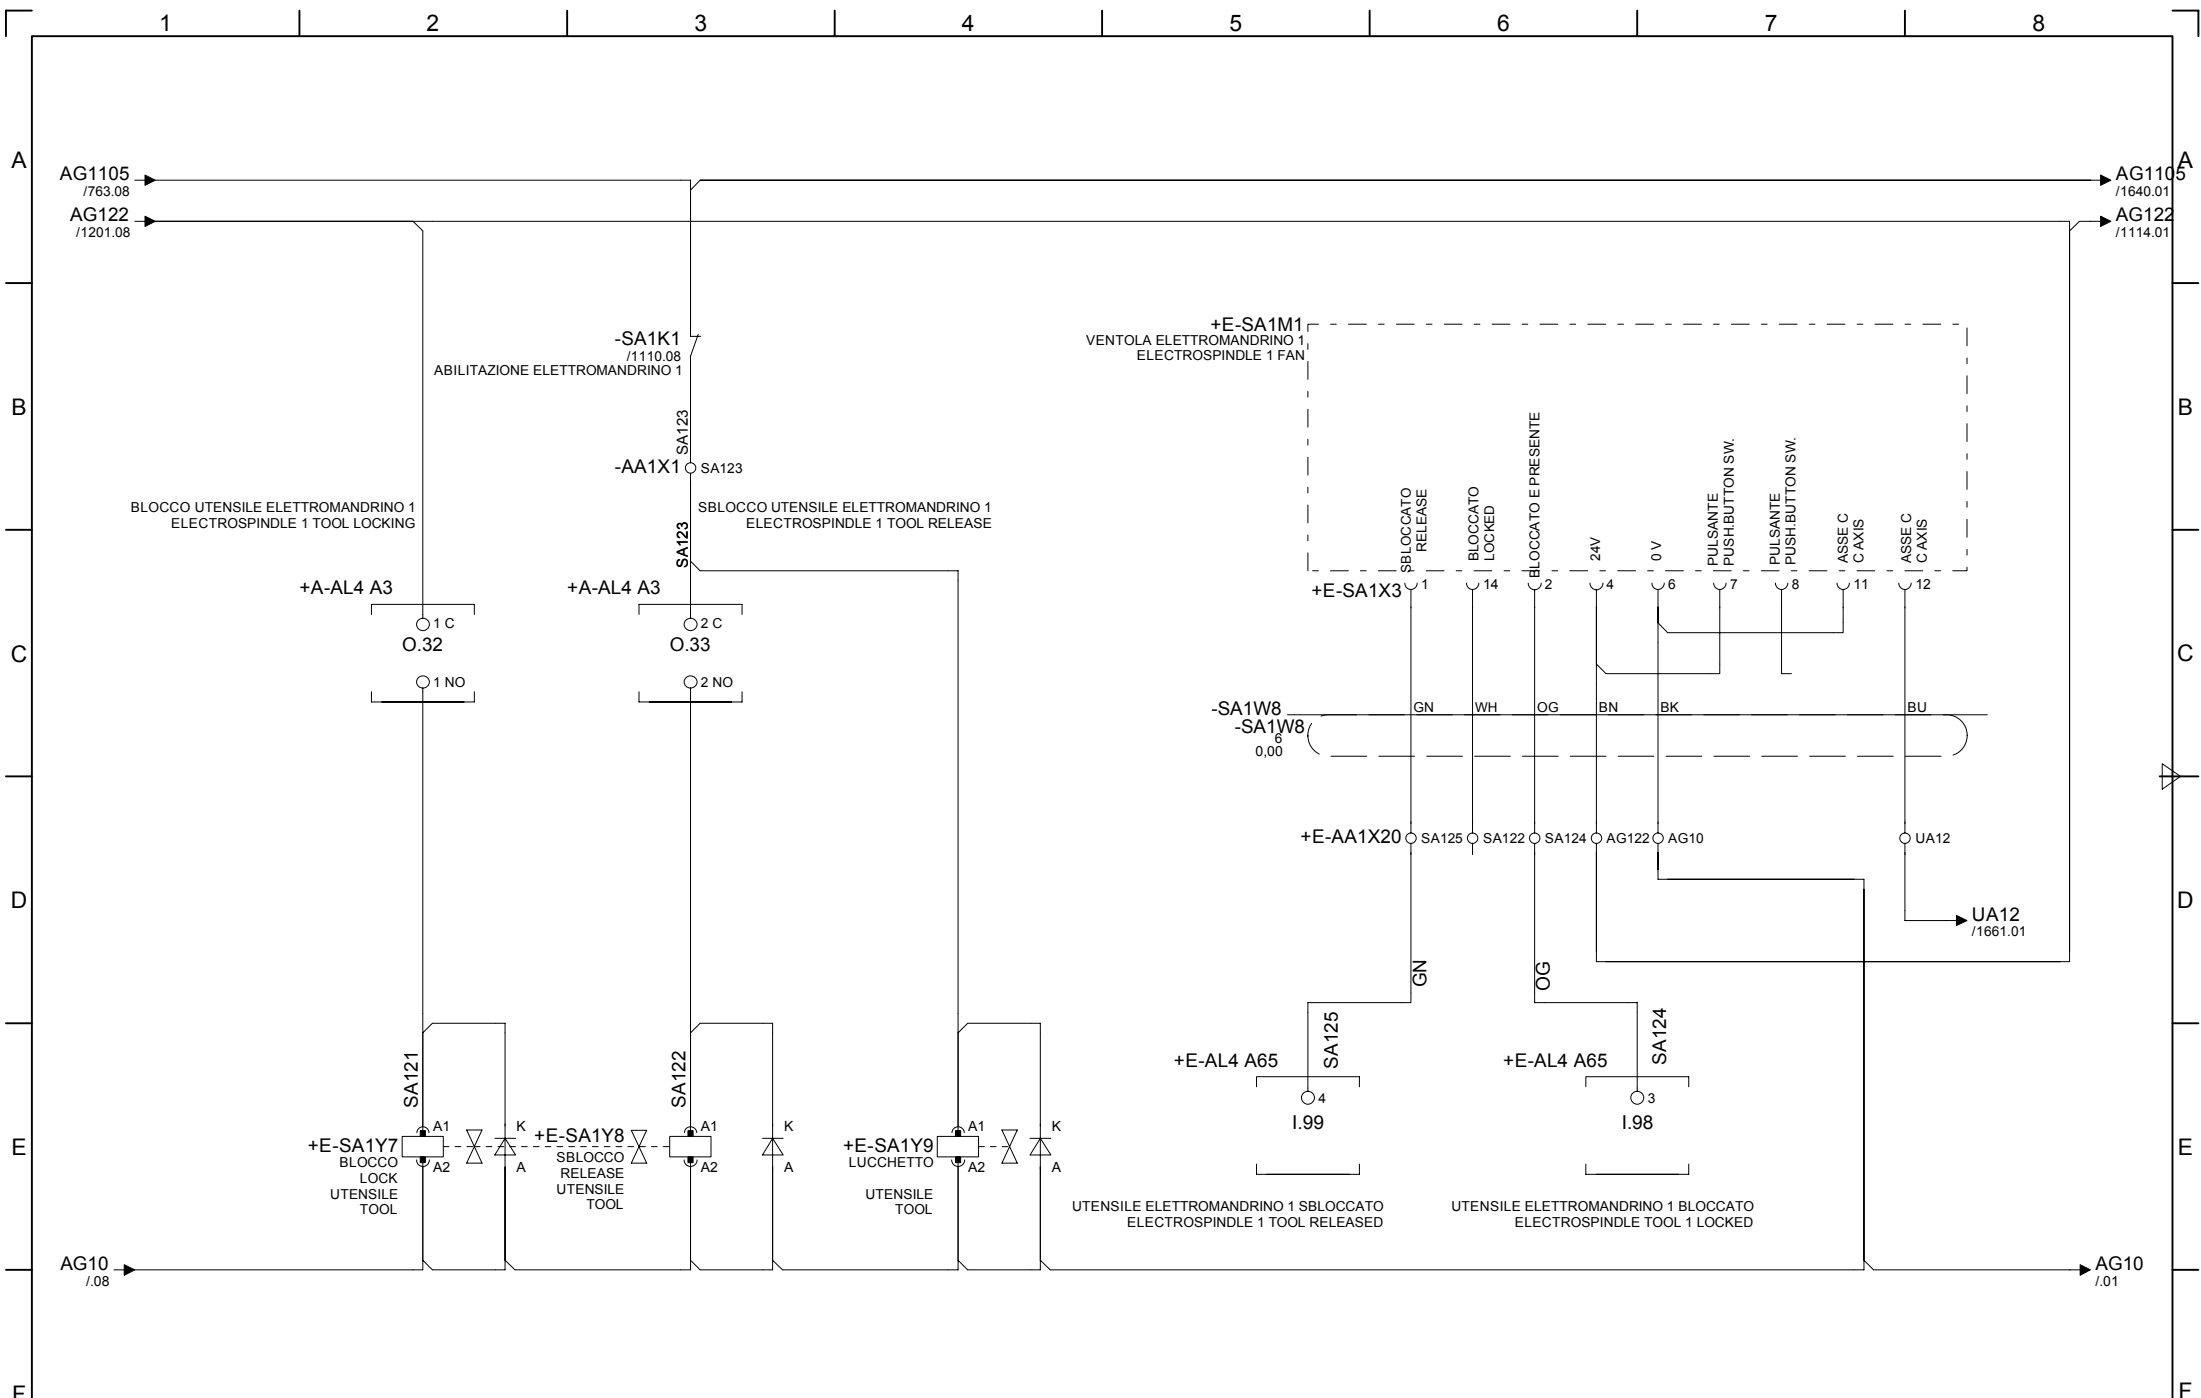 1 2 3 4 5 6 7 8
A A
AG1105
/763.08
AG122
/1201.08
AG1105
/1640.01
AG122
/1114.01
-SA1K1
/1110.08
ABILITAZIONE ELETTROMANDRINO 1
+E-SA1M1
VENTOLA ELETTROMANDRINO 1
ELECTROSPINDLE 1 FAN
B B
SA123
-AA1X1 SA123
BLOCCO UTENSILE ELETTROMANDRINO 1
ELECTROSPINDLE 1 TOOL LOCKING
SBLOCCO UTENSILE ELETTROMANDRINO 1
ELECTROSPINDLE 1 TOOL RELEASE
SA123
SBLOCCATO
RELEASE
BLOCCATO
LOCKED
BLOCCATO E PRESENTE
24V
0 V
PULSANTE
PUSH.BUTTON SW.
PULSANTE
PUSH.BUTTON SW.
ASSE C
C AXIS
ASSE C
C AXIS
+E-SA1X3 1 14 2 4 6 7 8 11 12
+A-AL4 A3
1 C
O.32
1 NO
+A-AL4 A3
2 C
O.33
2 NO
C C
-SA1W8 GN WH OG BN BK BU
-SA1W8
6
0,00
+E-AA1X20 SA125 SA122 SA124 AG122 AG10 UA12
D D
UA12
/1661.01
GN
OG
SA125
SA124
+E-AL4 A65
4
I.99
+E-AL4 A65
3
I.98
SA121
SA122
E E
+E-SA1Y7
BLOCCO
LOCK
UTENSILE
TOOL
A1
A2
K
A
+E-SA1Y8
SBLOCCO
RELEASE
UTENSILE
TOOL
A1
A2
K
A
+E-SA1Y9
LUCCHETTO
UTENSILE
TOOL
A1
A2
K
A
UTENSILE ELETTROMANDRINO 1 SBLOCCATO
ELECTROSPINDLE 1 TOOL RELEASED
UTENSILE ELETTROMANDRINO 1 BLOCCATO
ELECTROSPINDLE TOOL 1 LOCKED
AG10
/.08
AG10
/.01
F F